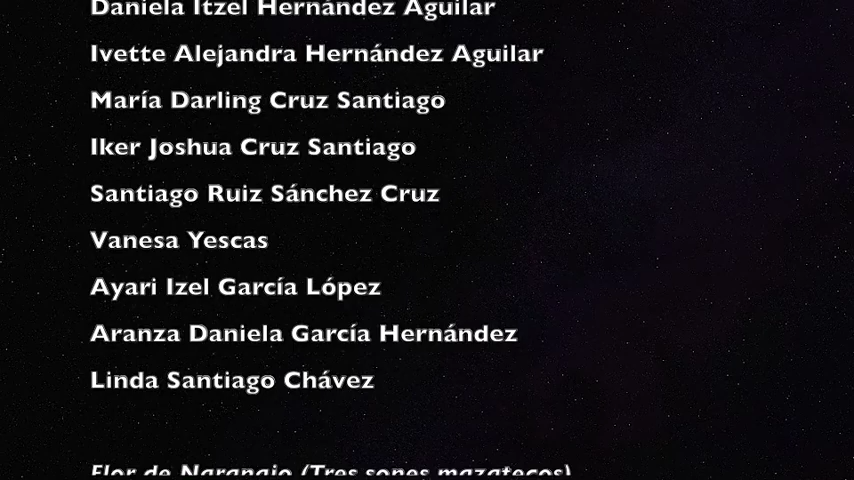 Daniela Itzel Hernández Aguilar
Ivette Alejandra Hernández Aguilar
María Darling Cruz Santiago
Iker Joshua Cruz Santiago
Santiago Ruiz Sánchez Cruz
Vanesa Yescas
Ayari Izel García López
Aranza Daniela García Hernández
Linda Santiago Chávez
Flor de Naranjo (Tres sones mazatecos)